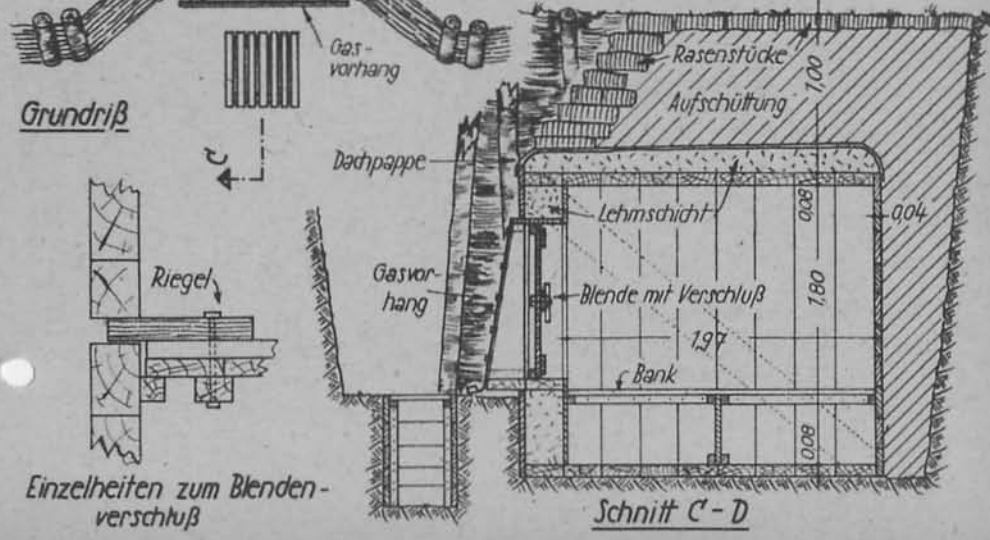 Gas-
vorhang
Grundriß
C
Rasenstücke
Aufschüttung
1,00
Dachpappe
Lehmschicht
0,08
0,04
Riegel
Gasvor-
hang
Blende mit Verschluß
1,80
1,97
Bank
0,08
Einzelheiten zum Blenden-
verschluß
Schnitt C-D